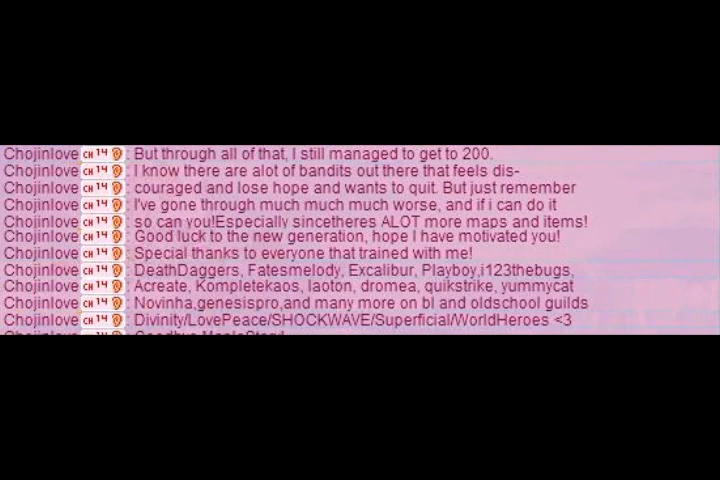 Chojinlove CH 14 : But through all of that, I still managed to get to 200.
Chojinlove CH 14 : I know there are alot of bandits out there that feels dis-
Chojinlove CH 14 : couraged and lose hope and wants to quit. But just remember
Chojinlove CH 14 : I've gone through much much much worse, and if i can do it
Chojinlove CH 14 : so can you!Especially sincetheres ALOT more maps and items!
Chojinlove CH 14 : Good luck to the new generation, hope I have motivated you!
Chojinlove CH 14 : Special thanks to everyone that trained with me!
Chojinlove CH 14 : DeathDaggers, Fatesmelody, Excalibur, Playboy,i123thebugs,
Chojinlove CH 14 : Acreate, Kompletekaos, laoton, dromea, quikstrike, yummycat
Chojinlove CH 14 : Novinha,genesispro,and many more on bl and oldschool guilds
Chojinlove CH 14 : Divinity/LovePeace/SHOCKWAVE/Superficial/WorldHeroes <3